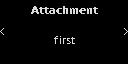 Attachment
< first >